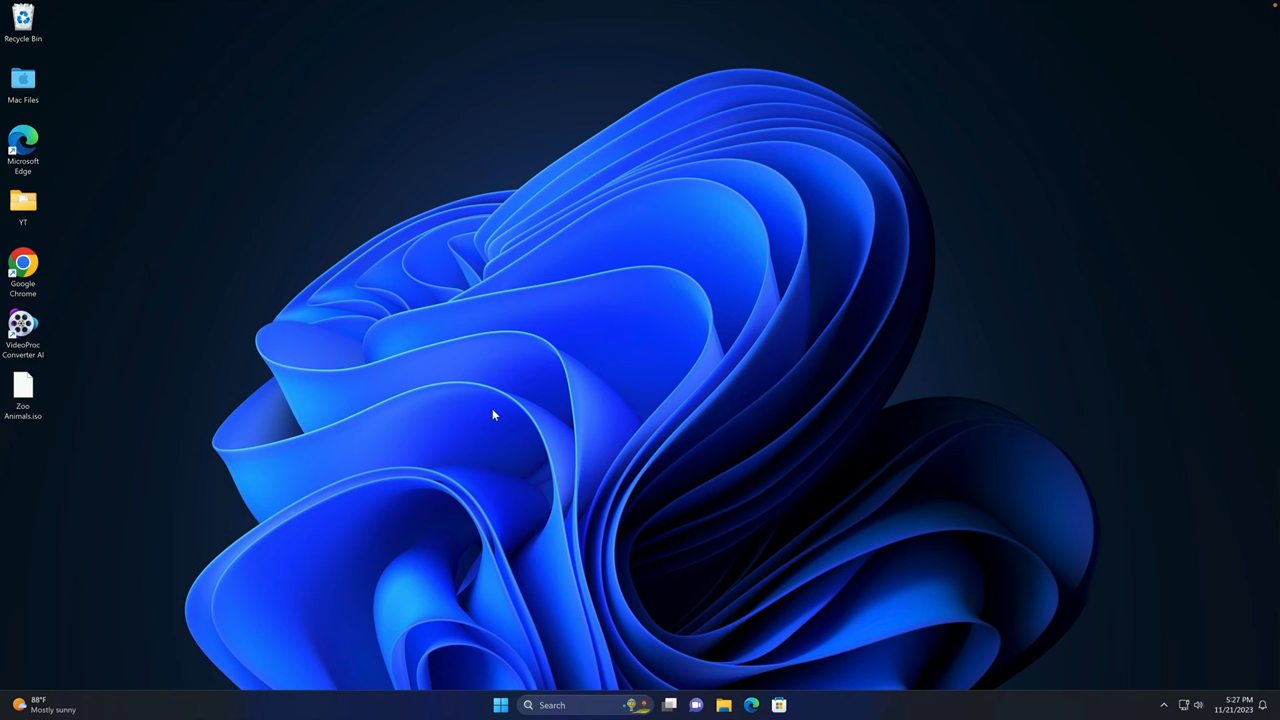 Recycle Bin
Mac Files
Microsoft
Edge
YT
Google
Chrome
VideoProc
Converter AI
Zoo
Animals.iso
88°F
Mostly sunny
Search
5:27 PM
11/21/2023